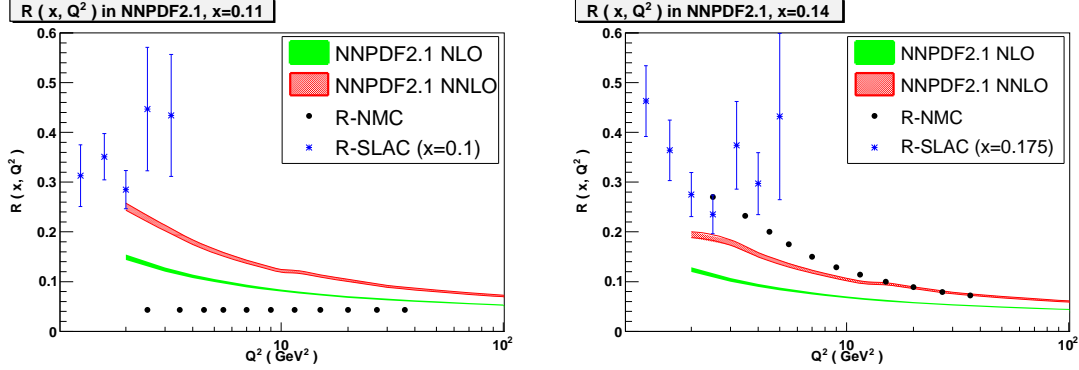 R ( x, Q² ) in NNPDF2.1, x=0.11
R ( x, Q² )
0.6
0.5
0.4
0.3
0.2
0.1
0
NNPDF2.1 NLO
NNPDF2.1 NNLO
R-NMC
R-SLAC (x=0.1)
10
10²
Q² ( GeV² )
R ( x, Q² ) in NNPDF2.1, x=0.14
R ( x, Q² )
0.6
0.5
0.4
0.3
0.2
0.1
0
NNPDF2.1 NLO
NNPDF2.1 NNLO
R-NMC
R-SLAC (x=0.175)
10
10²
Q² ( GeV² )